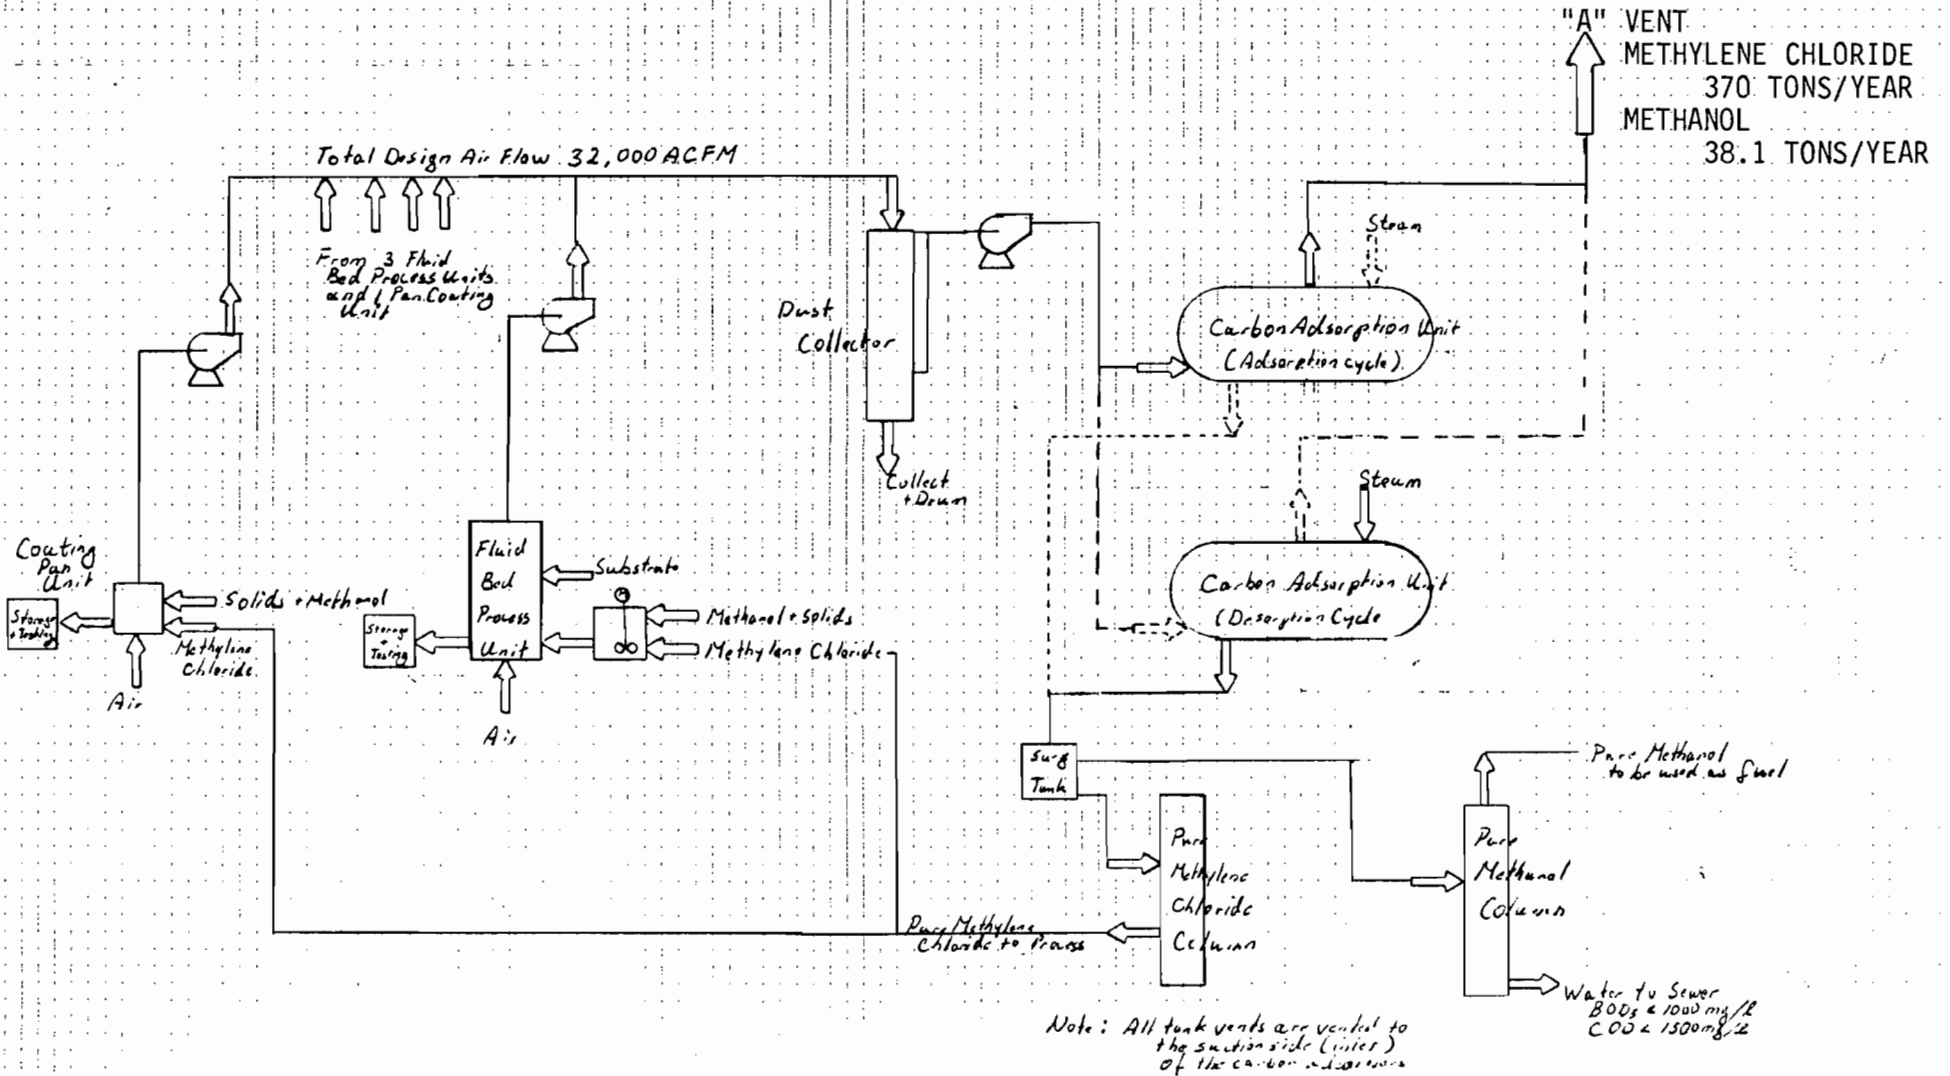 "A" VENT
METHYLENE CHLORIDE
370 TONS/YEAR
METHANOL
38.1 TONS/YEAR
Total Design Air Flow 32,000 ACFM
From 3 Fluid
Bed Process Units
and 1 Pan Coating
Unit
Dust
Collector
Collect
+ Drum
Steam
Carbon Adsorption Unit
(Adsorption cycle)
Steam
Carbon Adsorption Unit
(Desorption Cycle
Coating
Pan
Unit
Storage
+ Testing
Solids + Methanol
Methylene
Chloride
Air
Fluid
Bed
Process
Unit
Substrate
M
Methanol + Solids
Methylene Chloride
Storage
+
Testing
Air
Surg
Tank
Pure
Methylene
Chloride
Column
Pure Methylene
Chloride to Process
Pure Methanol
to be used as fuel
Pure
Methanol
Column
Water to Sewer
BOD5 < 1000 mg/l
COD < 1500 mg/l
Note: All tank vents are vented to
the suction side (inlet)
of the carbon adsorbers